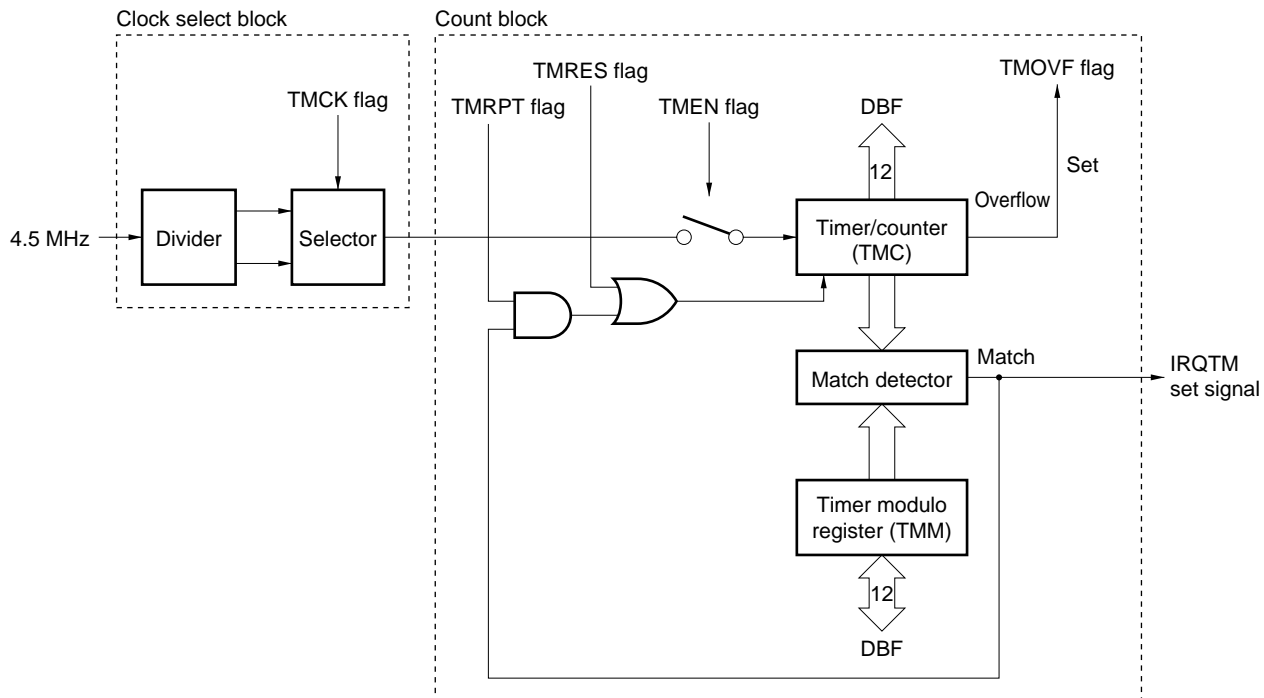 Clock select block
Count block
TMRES flag
TMOVF flag
TMCK flag
TMRPT flag
TMEN flag
DBF
12
Set
Overflow
4.5 MHz
Divider
Selector
Timer/counter
(TMC)
Match
Match detector
IRQTM
set signal
Timer modulo
register (TMM)
12
DBF